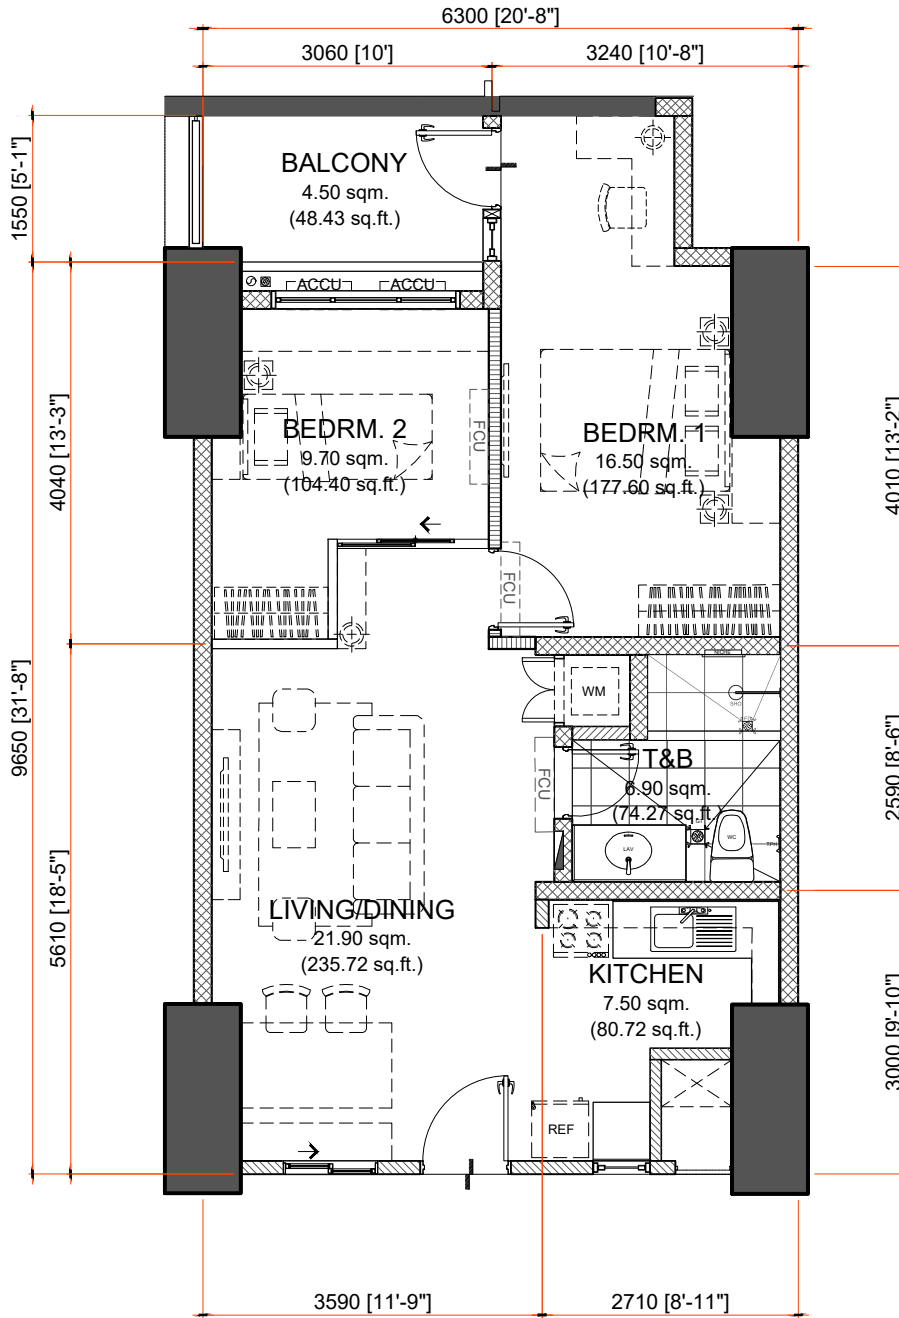 6300 [20'-8"]
3060 [10']
3240 [10'-8"]
1550 [5'-1"]
BALCONY
4.50 sqm.
(48.43 sq.ft.)
ACCU
ACCU
4040 [13'-3"]
4010 [13'-2"]
BEDRM. 2
9.70 sqm.
(104.40 sq.ft.)
FCU
BEDRM. 1
16.50 sqm.
(177.60 sq.ft.)
FCU
9650 [31'-8"]
WM
2590 [8'-6"]
T&B
6.90 sqm.
(74.27 sq.ft.)
FCU
LAV
WC
5610 [18'-5"]
LIVING/DINING
21.90 sqm.
(235.72 sq.ft.)
KITCHEN
7.50 sqm.
(80.72 sq.ft.)
3000 [9'-10"]
REF
3590 [11'-9"]
2710 [8'-11"]